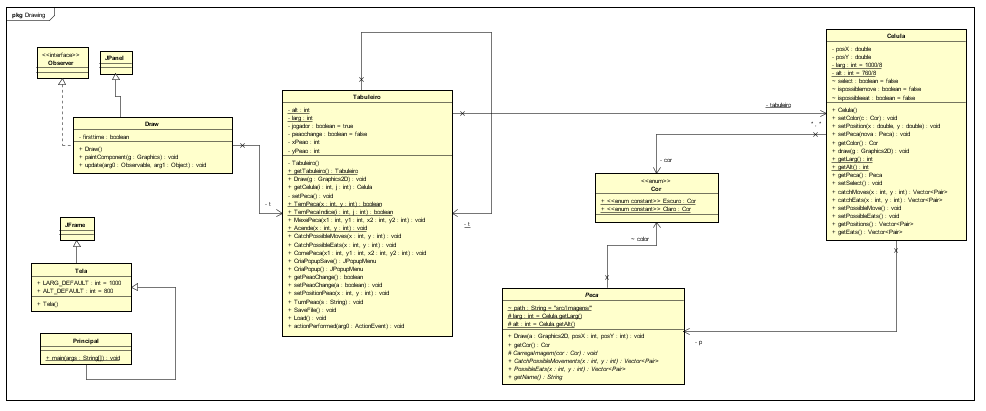 pkg Drawing
<<interface>>
Observer
JPanel
Draw
- firsttime : boolean
+ Draw()
+ paintComponent(g : Graphics) : void
+ update(arg0 : Observable, arg1 : Object) : void
JFrame
Tela
+ LARG_DEFAULT : int = 1000
+ ALT_DEFAULT : int = 800
+ Tela()
Principal
+ main(args : String[]) : void
- t
Tabuleiro
- alt : int
- larg : int
- jogador : boolean = true
- peaochange : boolean = false
- xPeao : int
- yPeao : int
- Tabuleiro()
+ getTabuleiro() : Tabuleiro
+ Draw(g : Graphics2D) : void
+ getCelula(i : int, j : int) : Celula
- setPeca() : void
+ TemPeca(x : int, y : int) : boolean
+ TemPecaIndice(i : int, j : int) : boolean
+ MexePeca(x1 : int, y1 : int, x2 : int, y2 : int) : void
+ Acende(x : int, y : int) : void
+ CatchPossibleMoves(x : int, y : int) : void
+ CatchPossibleEats(x : int, y : int) : void
+ ComePeca(x1 : int, y1 : int, x2 : int, y2 : int) : void
+ CriaPopupSave() : JPopupMenu
+ CriaPopup() : JPopupMenu
+ getPeaoChange() : boolean
+ setPeaoChange(a : boolean) : void
+ setPositionPeao(x : int, y : int) : void
+ TurnPeao(s : String) : void
+ SaveFile() : void
+ Load() : void
+ actionPerformed(arg0 : ActionEvent) : void
- t
- tabuleiro
*..*
- cor
<<enum>>
Cor
+ <<enum constant>> Escuro : Cor
+ <<enum constant>> Claro : Cor
~ color
Peca
~ path : String = "src/Imagens/"
# larg : int = Celula.getLarg()
# alt : int = Celula.getAlt()
+ Draw(a : Graphics2D, posX : int, posY : int) : void
+ getCor() : Cor
# CarregaImagem(cor : Cor) : void
+ CatchPossibleMovements(x : int, y : int) : Vector<Pair>
+ PossibleEats(x : int, y : int) : Vector<Pair>
+ getName() : String
- p
Celula
- posX : double
- posY : double
- larg : int = 1000/8
- alt : int = 760/8
~ select : boolean = false
~ ispossiblemove : boolean = false
~ ispossibleeat : boolean = false
+ Celula()
+ setColor(c : Cor) : void
+ setPosition(x : double, y : double) : void
+ setPeca(nova : Peca) : void
+ getColor() : Cor
+ draw(g : Graphics2D) : void
+ getLarg() : int
+ getAlt() : int
+ getPeca() : Peca
+ setSelect() : void
+ catchMoves(x : int, y : int) : Vector<Pair>
+ catchEats(x : int, y : int) : Vector<Pair>
+ setPossibleMove() : void
+ setPossibleEat() : void
+ getPositions() : Vector<Pair>
+ getEats() : Vector<Pair>